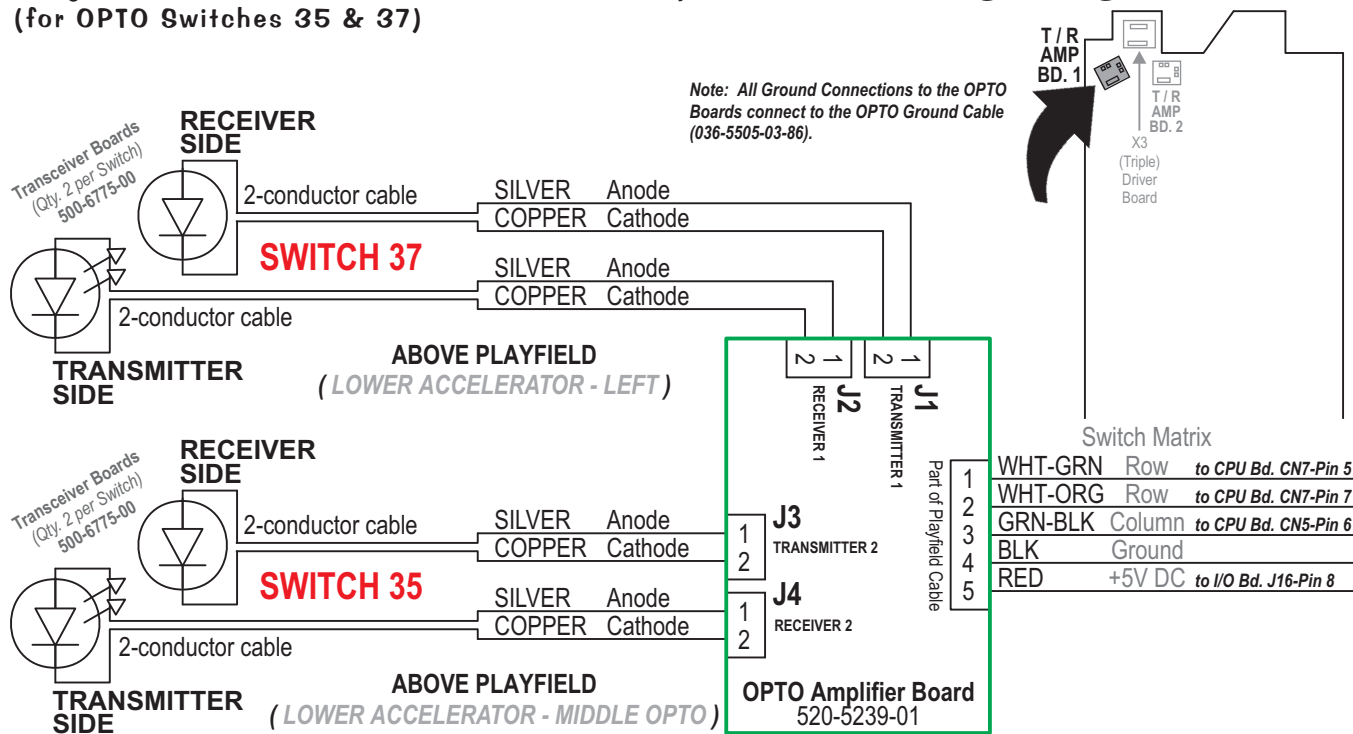 (for OPTO Switches 35 & 37)
Note: All Ground Connections to the OPTO
Boards connect to the OPTO Ground Cable
(036-5505-03-86).
T / R
AMP
BD. 1
T / R
AMP
BD. 2
X3
(Triple)
Driver
Board
Transceiver Boards
(Qty. 2 per Switch)
500-6775-00
RECEIVER
SIDE
2-conductor cable
SILVER Anode
COPPER Cathode
SWITCH 37
SILVER Anode
COPPER Cathode
2-conductor cable
TRANSMITTER
SIDE
ABOVE PLAYFIELD
( LOWER ACCELERATOR - LEFT )
2 1
J2
RECEIVER 1
2 1
J1
TRANSMITTER 1
Transceiver Boards
(Qty. 2 per Switch)
500-6775-00
RECEIVER
SIDE
2-conductor cable
SILVER Anode
COPPER Cathode
1
2
J3
TRANSMITTER 2
SWITCH 35
SILVER Anode
COPPER Cathode
1
2
J4
RECEIVER 2
2-conductor cable
TRANSMITTER
SIDE
ABOVE PLAYFIELD
( LOWER ACCELERATOR - MIDDLE OPTO )
OPTO Amplifier Board
520-5239-01
Part of Playfield Cable
Switch Matrix
1 WHT-GRN Row to CPU Bd. CN7-Pin 5
2 WHT-ORG Row to CPU Bd. CN7-Pin 7
3 GRN-BLK Column to CPU Bd. CN5-Pin 6
4 BLK Ground
5 RED +5V DC to I/O Bd. J16-Pin 8